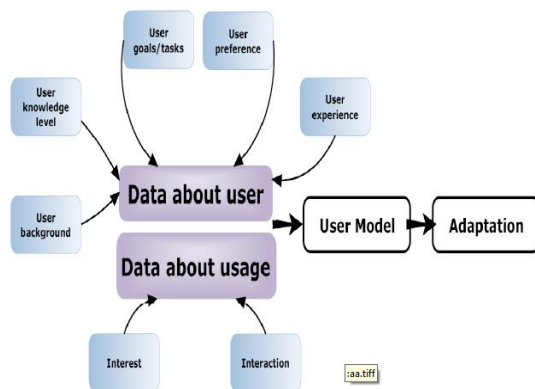 User
goals/tasks
User
preference
User
knowledge
level
User
experience
Data about user
User
background
User Model
Adaptation
Data about usage
Interest
Interaction
:aa.tiff